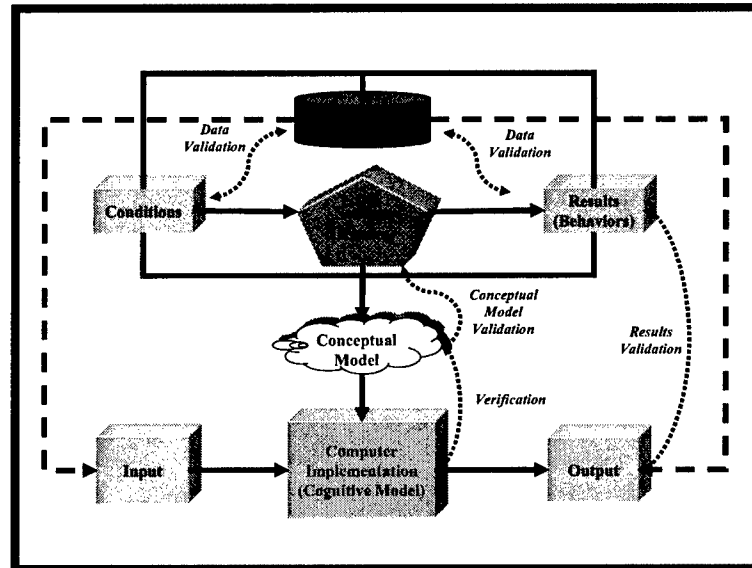 Data
Validation
Data
Validation
Conditions
Results
(Behaviors)
Conceptual
Model
Validation
Conceptual
Model
Results
Validation
Verification
Input
Computer
Implementation
(Cognitive Model)
Output